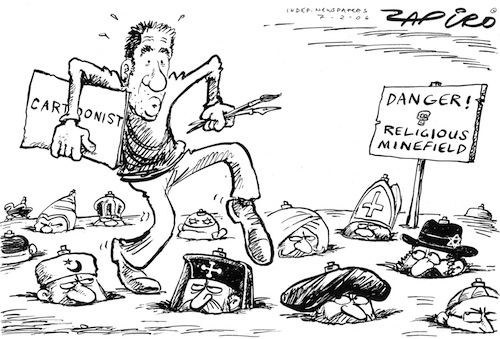 INDEP. NEWSPAPERS
7-2-06
ZAPIRO
CARTOONIST
DANGER!
RELIGIOUS
MINEFIELD